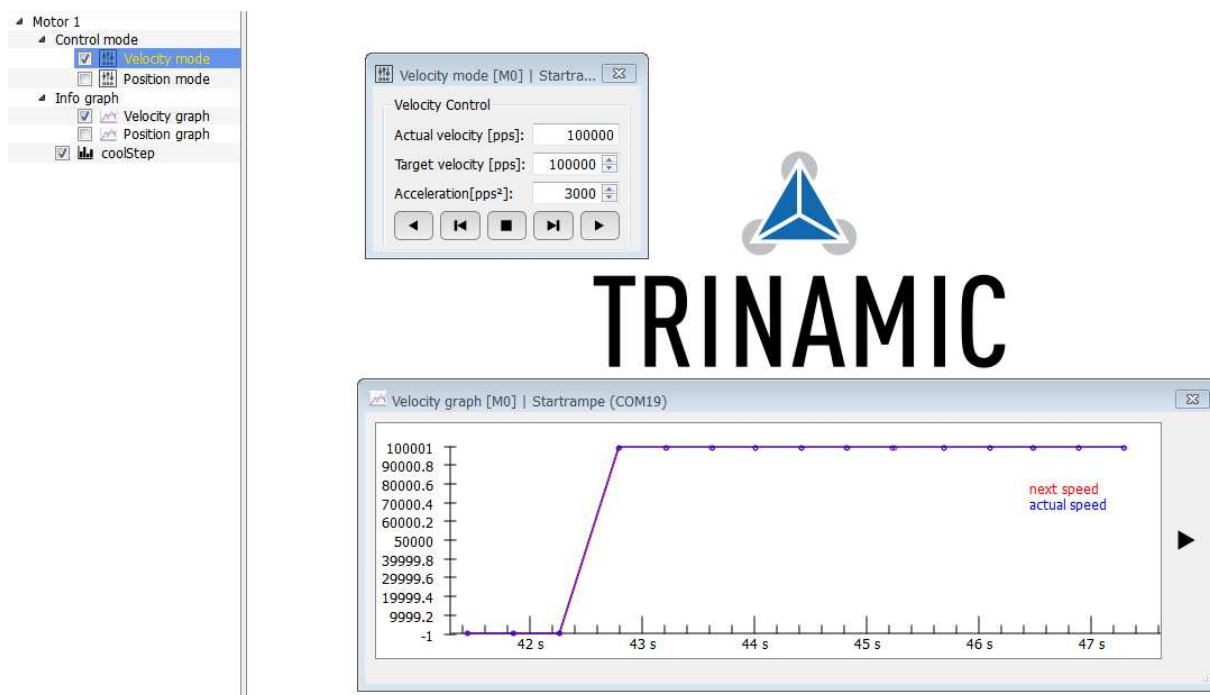 Motor 1
Control mode
Velocity mode
Position mode
Info graph
Velocity graph
Position graph
coolStep
Velocity mode [M0] | Startra...
Velocity Control
Actual velocity [pps]: 100000
Target velocity [pps]: 100000
Acceleration[pps²]: 3000
TRINAMIC
Velocity graph [M0] | Startrampe (COM19)
100001
90000.8
80000.6
70000.4
60000.2
50000
39999.8
29999.6
19999.4
9999.2
-1
next speed
actual speed
42 s 43 s 44 s 45 s 46 s 47 s